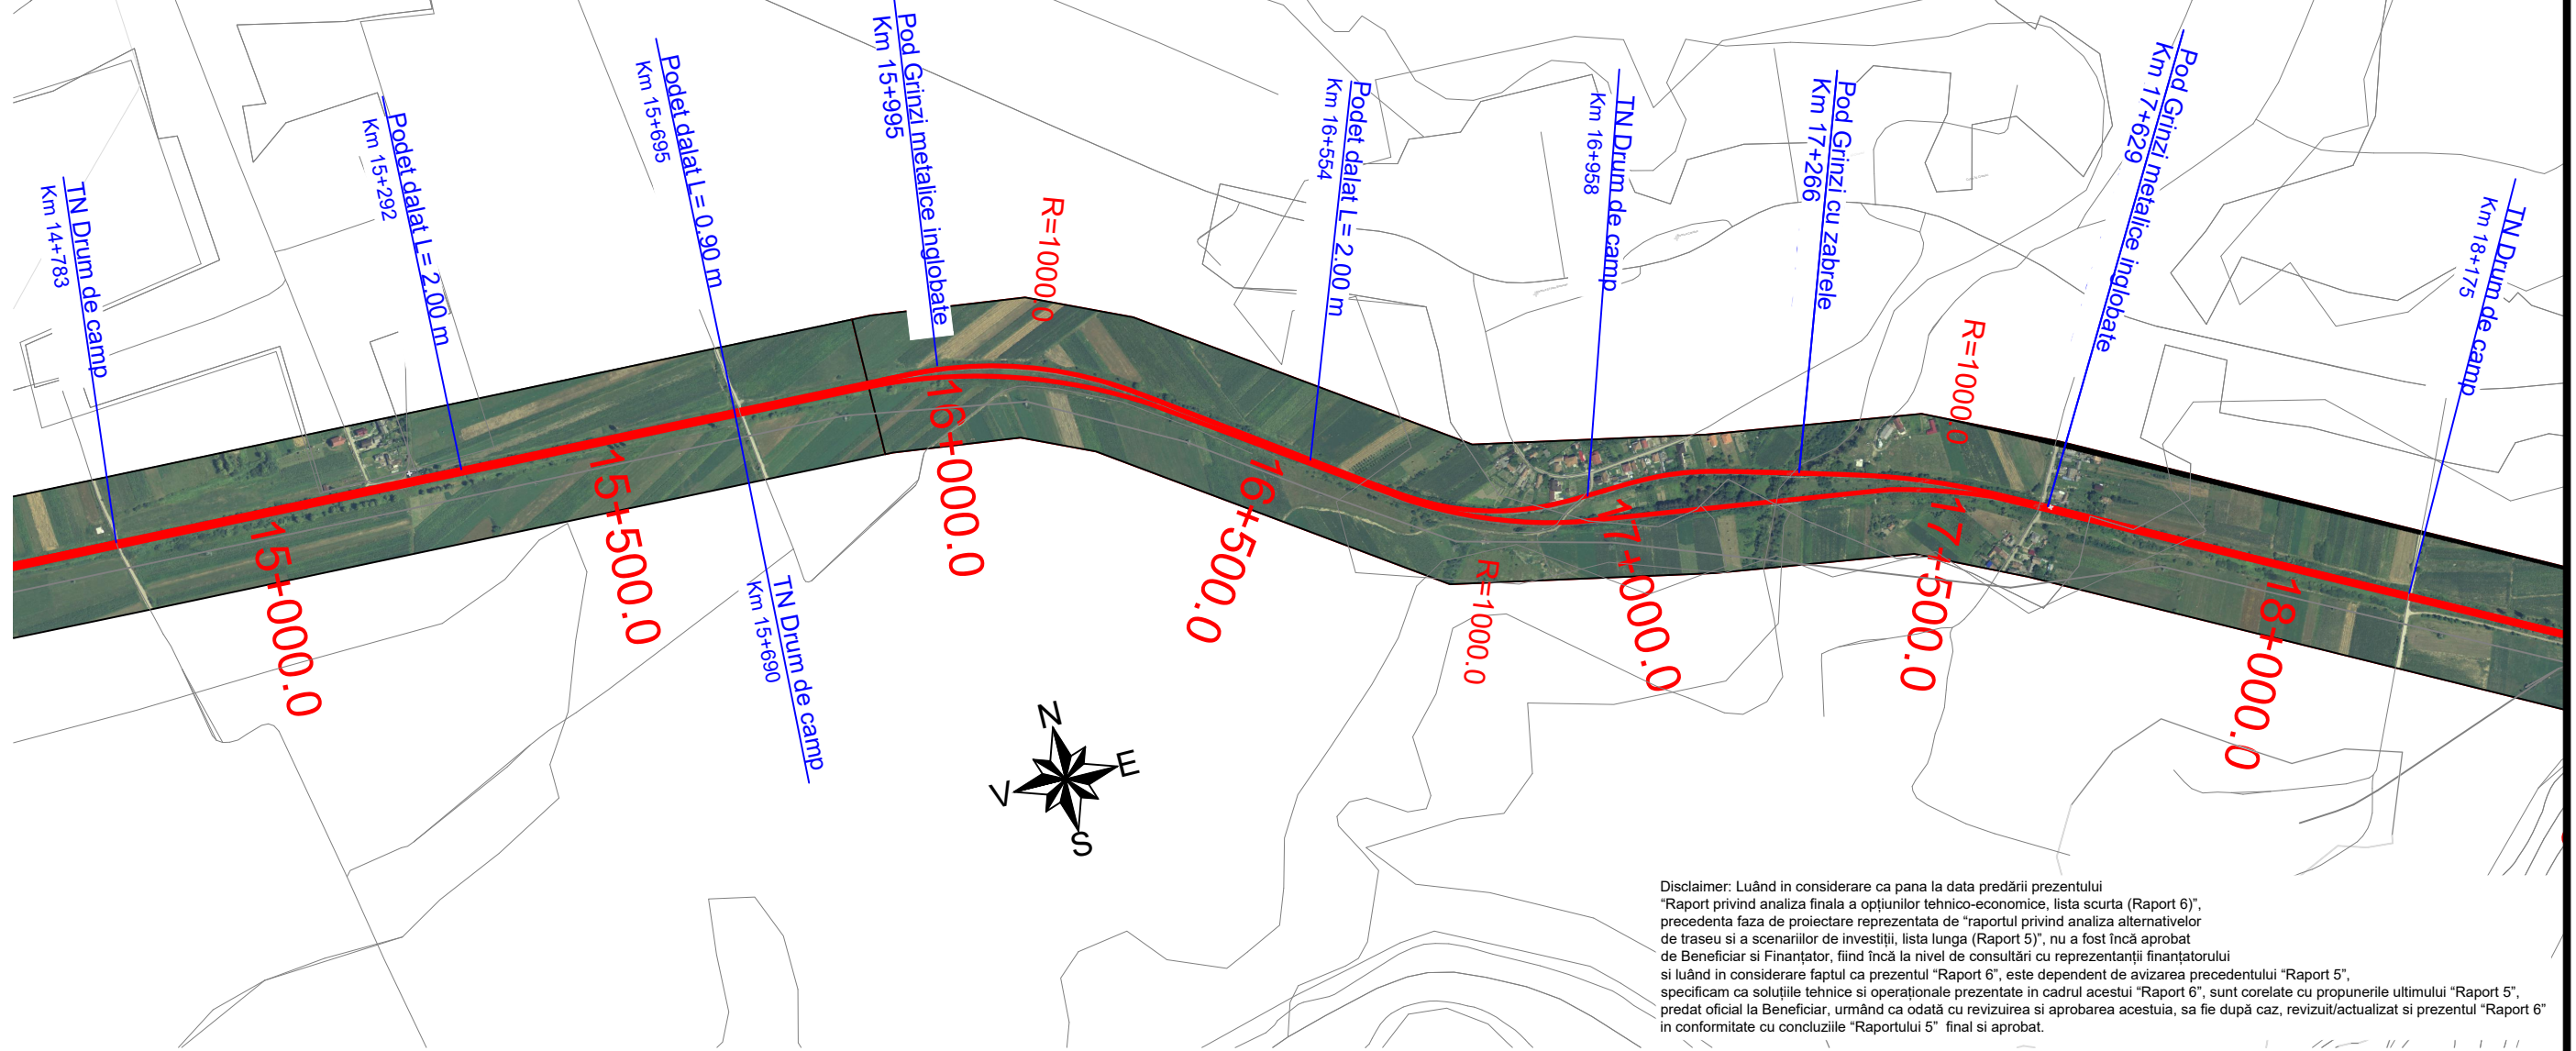 TN Drum de camp
Km 14+783
Podet dalat L= 2.00 m
Km 15+292
Podet dalat L= 0.90 m
Km 15+695
Pod Grinzi metalice inglobate
Km 15+995
R=1000.0
Podet dalat L= 2.00 m
Km 16+554
TN Drum de camp
Km 16+958
Pod Grinzi cu zabrele
Km 17+266
R=1000.0
Pod Grinzi metalice inglobate
Km 17+629
TN Drum de camp
Km 18+175
15+000.0
15+500.0
16+000.0
16+500.0
R=1000.0
17+000.0
17+500.0
18+000.0
TN Drum de camp
Km 15+690
N
V
E
S
Disclaimer: Luând in considerare ca pana la data predării prezentului
“Raport privind analiza finala a opțiunilor tehnico-economice, lista scurta (Raport 6)”,
precedenta faza de proiectare reprezentata de “raportul privind analiza alternativelor
de traseu si a scenariilor de investiții, lista lunga (Raport 5)”, nu a fost încă aprobat
de Beneficiar si Finanțator, fiind încă la nivel de consultări cu reprezentanții finanțatorului
si luând in considerare faptul ca prezentul “Raport 6”, este dependent de avizarea precedentului “Raport 5”,
specificam ca soluțiile tehnice si operaționale prezentate in cadrul acestui “Raport 6”, sunt corelate cu propunerile ultimului “Raport 5”,
predat oficial la Beneficiar, urmând ca odată cu revizuirea si aprobarea acestuia, sa fie după caz, revizuit/actualizat si prezentul “Raport 6”
in conformitate cu concluziile “Raportului 5” final si aprobat.